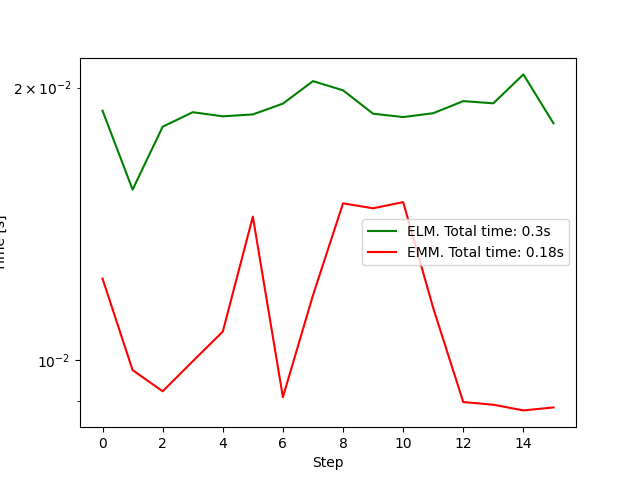 2 × 10⁻²
10⁻²
Time [s]
ELM. Total time: 0.3s
EMM. Total time: 0.18s
0 2 4 6 8 10 12 14
Step